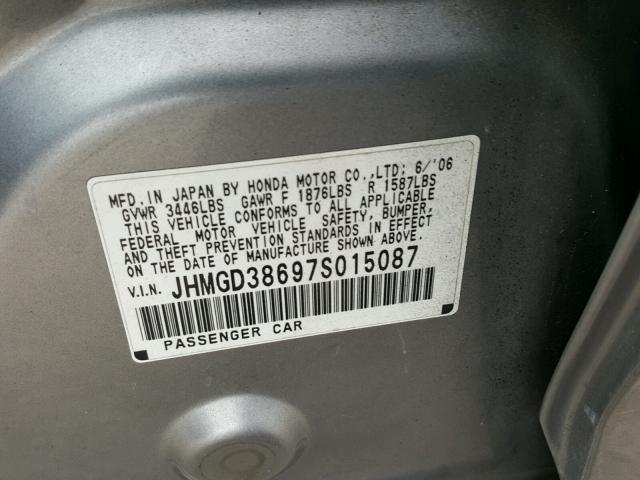 MFD. IN JAPAN BY HONDA MOTOR CO.,LTD; 6/'06
GVWR 3446LBS GAWR F 1876LBS R 1587LBS
THIS VEHICLE CONFORMS TO ALL APPLICABLE
FEDERAL MOTOR VEHICLE SAFETY, BUMPER,
AND THEFT PREVENTION STANDARDS IN EFFECT
ON THE DATE OF MANUFACTURE SHOWN ABOVE.
V.I.N. JHMGD38697S015087
PASSENGER CAR